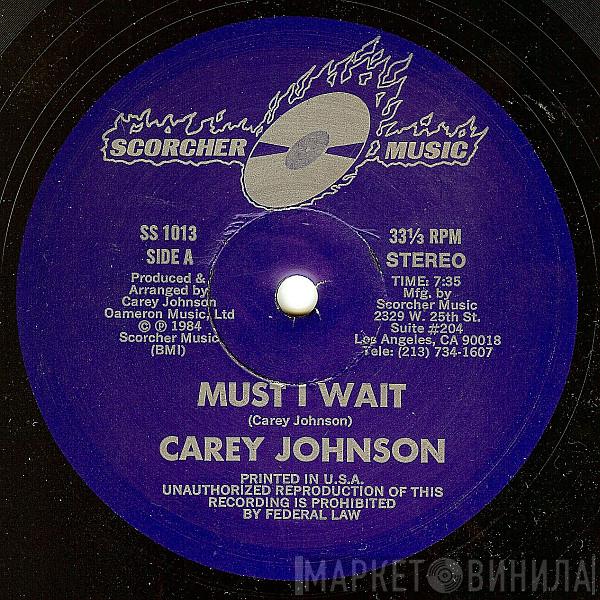 SCORCHER MUSIC
SS 1013
SIDE A
Produced &
Arranged by
Carey Johnson
Oameron Music, Ltd
© ℗ 1984
Scorcher Music
(BMI)
33⅓ RPM
STEREO
TIME: 7:35
Mfg. by
Scorcher Music
2329 W. 25th St.
Suite #204
Los Angeles, CA 90018
Tele: (213) 734-1607
MUST I WAIT
(Carey Johnson)
CAREY JOHNSON
PRINTED IN U.S.A.
UNAUTHORIZED REPRODUCTION OF THIS
RECORDING IS PROHIBITED
BY FEDERAL LAW
МАРКЕТ ВИНИЛА